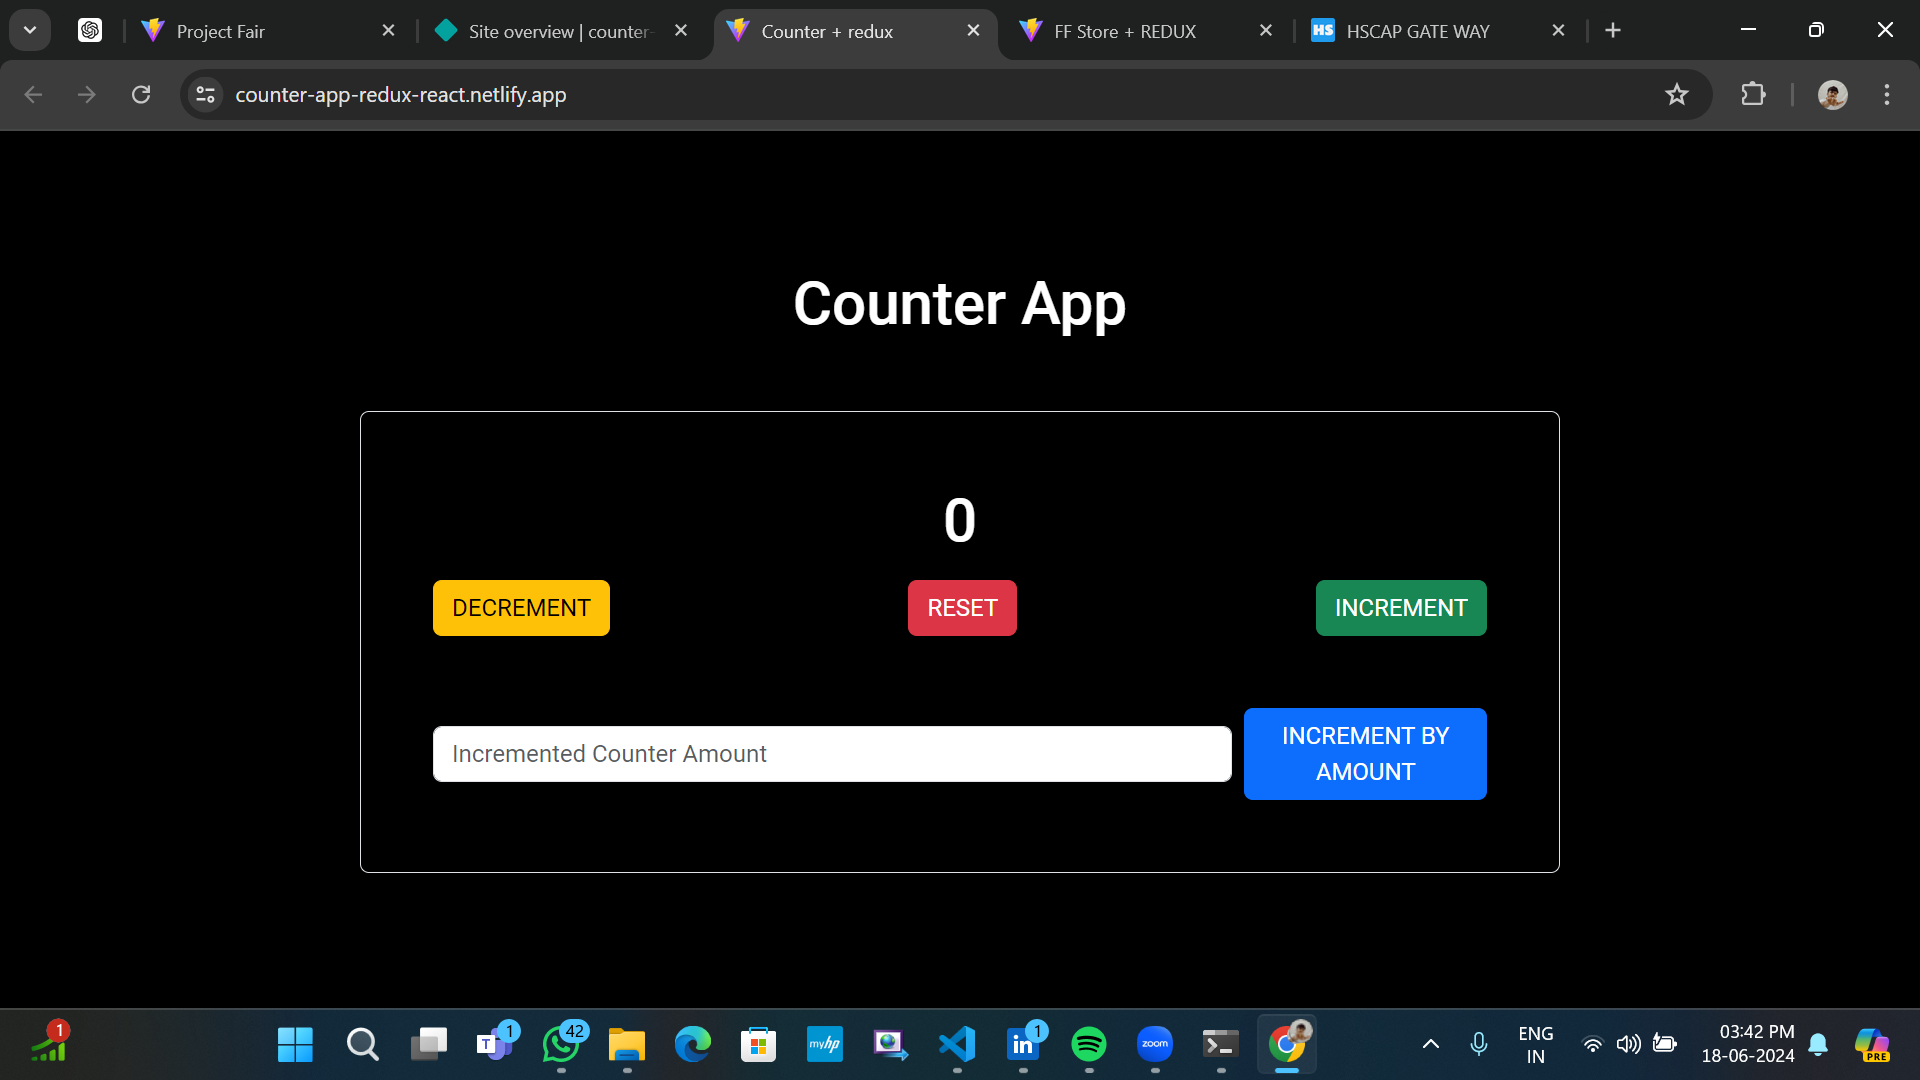 Project Fair
Site overview | counter-
Counter + redux
FF Store + REDUX
HS
HSCAP GATE WAY
counter-app-redux-react.netlify.app
Counter App
0
DECREMENT
RESET
INCREMENT
Incremented Counter Amount
INCREMENT BY
AMOUNT
1
T
1
42
myhp
in
1
zoom
ENG
IN
03:42 PM
18-06-2024
PRE